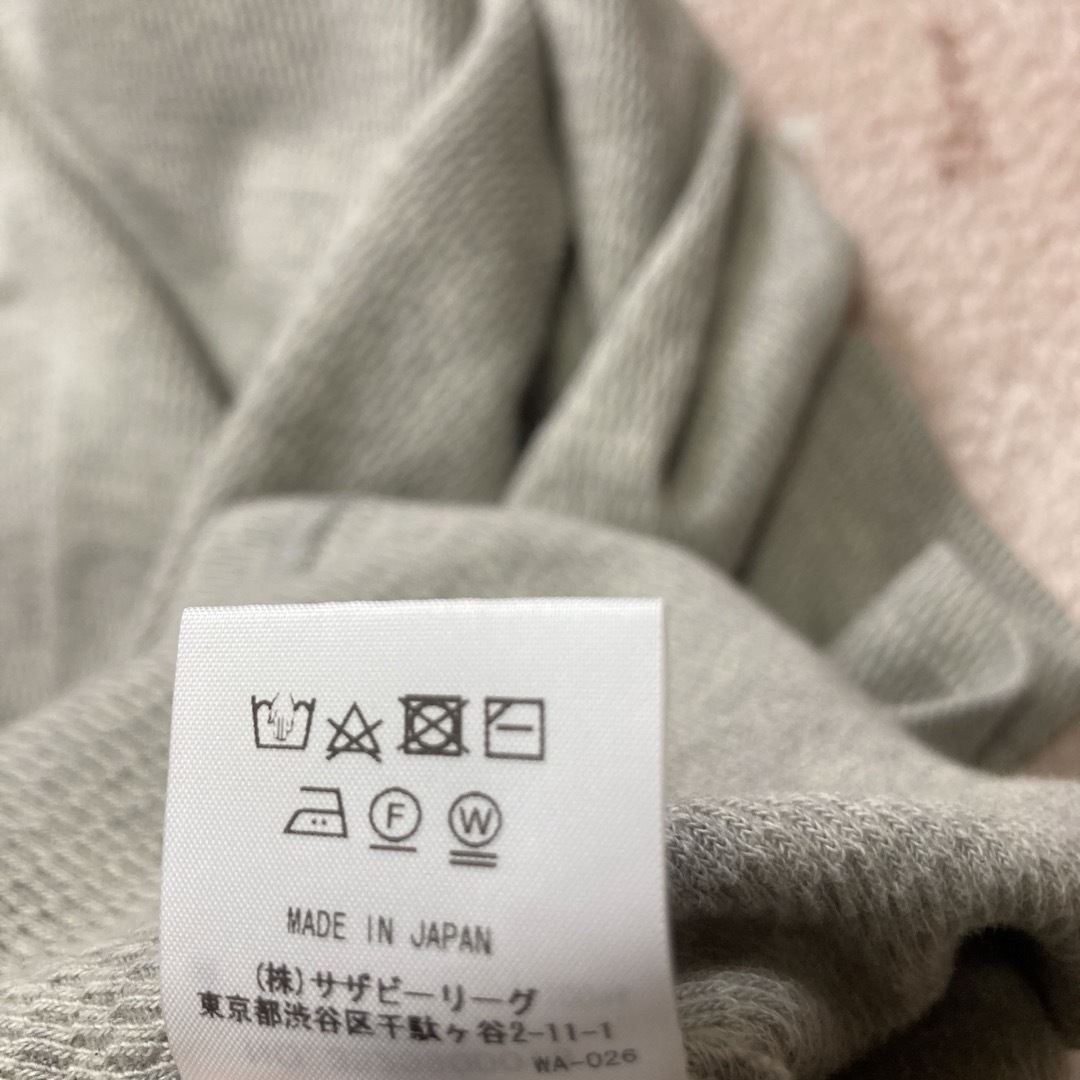 F W
MADE IN JAPAN
(株)サザビーリーグ
東京都渋谷区千駄ヶ谷2-11-1
WA-026